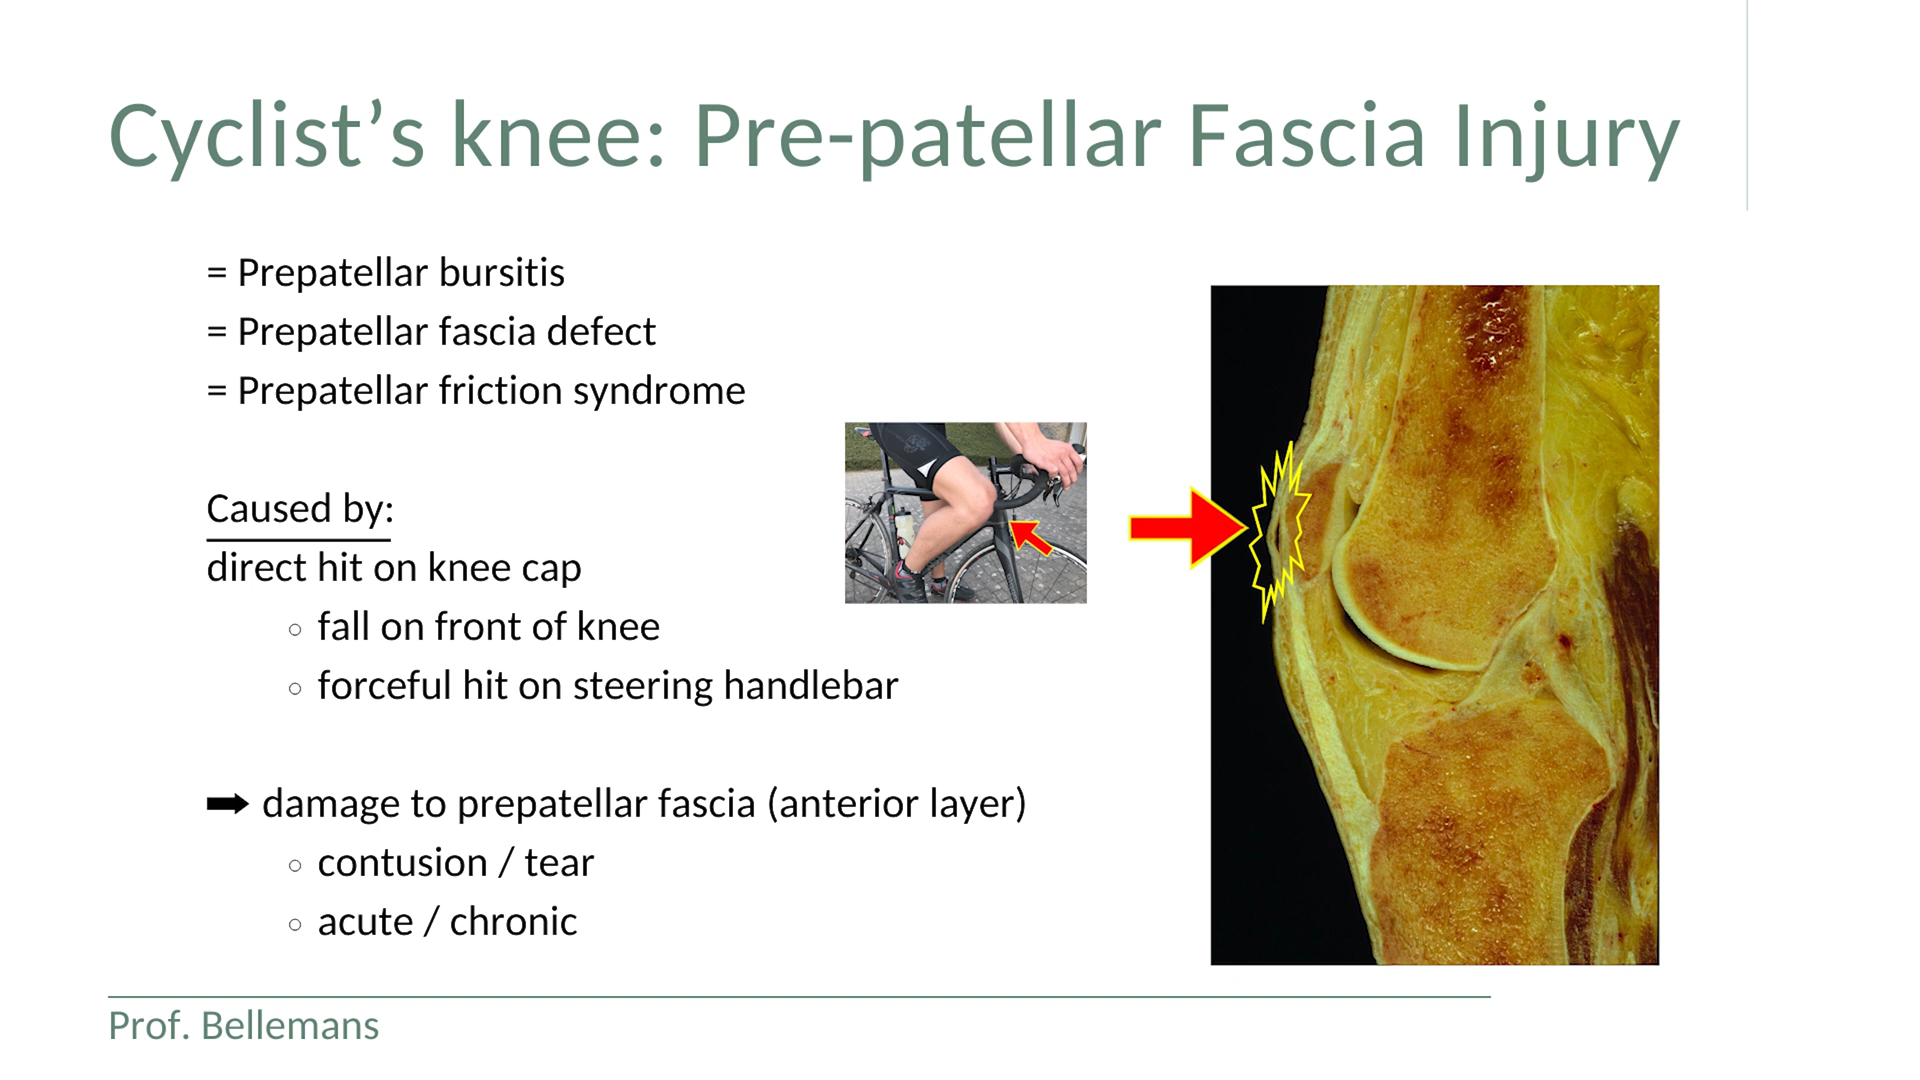 Cyclist’s knee: Pre-patellar Fascia Injury
= Prepatellar bursitis
= Prepatellar fascia defect
= Prepatellar friction syndrome
Caused by:
direct hit on knee cap
○ fall on front of knee
○ forceful hit on steering handlebar
➡ damage to prepatellar fascia (anterior layer)
○ contusion / tear
○ acute / chronic
Prof. Bellemans